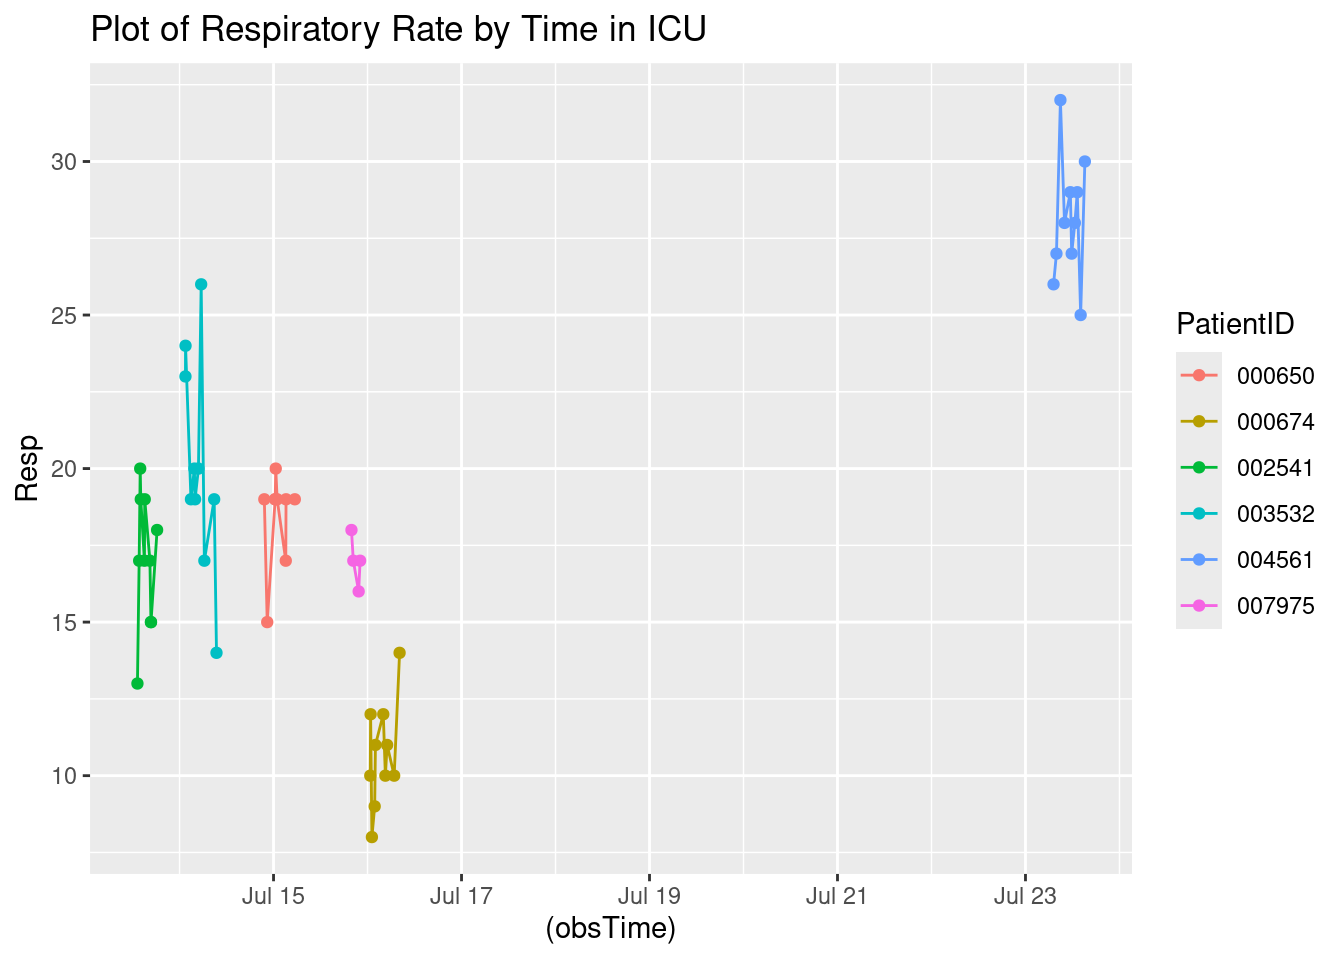 Plot of Respiratory Rate by Time in ICU
30
25
20
15
10
Resp
Jul 15
Jul 17
Jul 19
Jul 21
Jul 23
(obsTime)
PatientID
000650
000674
002541
003532
004561
007975